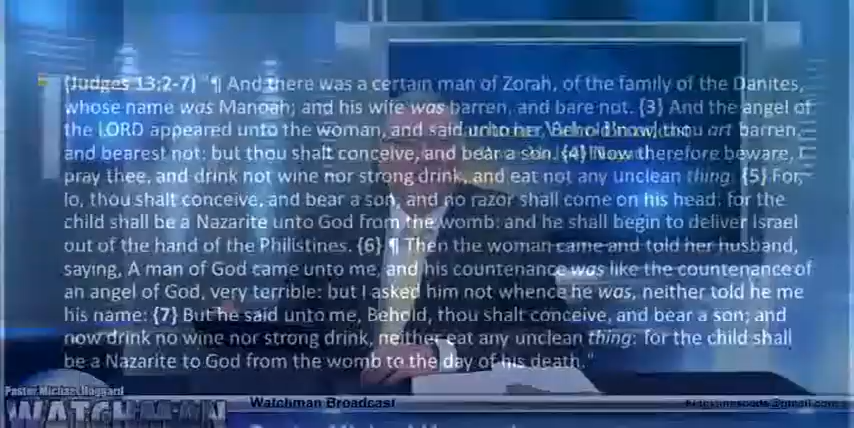 (Judges 13:2-7) "¶ And there was a certain man of Zorah, of the family of the Danites,
whose name was Manoah; and his wife was barren, and bare not. {3} And the angel of
the LORD appeared unto the woman, and said unto her, Behold now, thou art barren,
and bearest not: but thou shalt conceive, and bear a son. {4} Now therefore beware, I
pray thee, and drink not wine nor strong drink, and eat not any unclean thing: {5} For,
lo, thou shalt conceive, and bear a son; and no razor shall come on his head: for the
child shall be a Nazarite unto God from the womb: and he shall begin to deliver Israel
out of the hand of the Philistines. {6} ¶ Then the woman came and told her husband,
saying, A man of God came unto me, and his countenance was like the countenance of
an angel of God, very terrible: but I asked him not whence he was, neither told he me
his name: {7} But he said unto me, Behold, thou shalt conceive, and bear a son; and
now drink no wine nor strong drink, neither eat any unclean thing: for the child shall
be a Nazarite to God from the womb to the day of his death."
Pastor Michael Hoggard
WATCHMAN
Watchman Broadcast